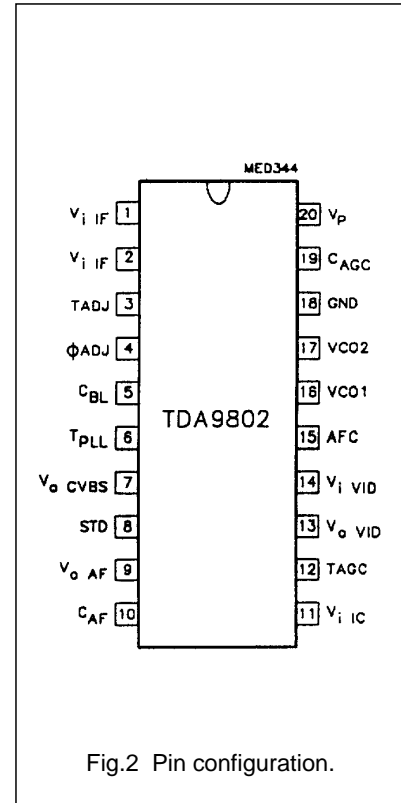 MED344
V i IF 1
V i IF 2
TADJ 3
ΦADJ 4
C BL 5
T PLL 6
V o CVBS 7
STD 8
V o AF 9
C AF 10
TDA9802
20 V P
19 C AGC
18 GND
17 VCO2
16 VCO1
15 AFC
14 V i VID
13 V o VID
12 TAGC
11 V i IC
Fig.2 Pin configuration.